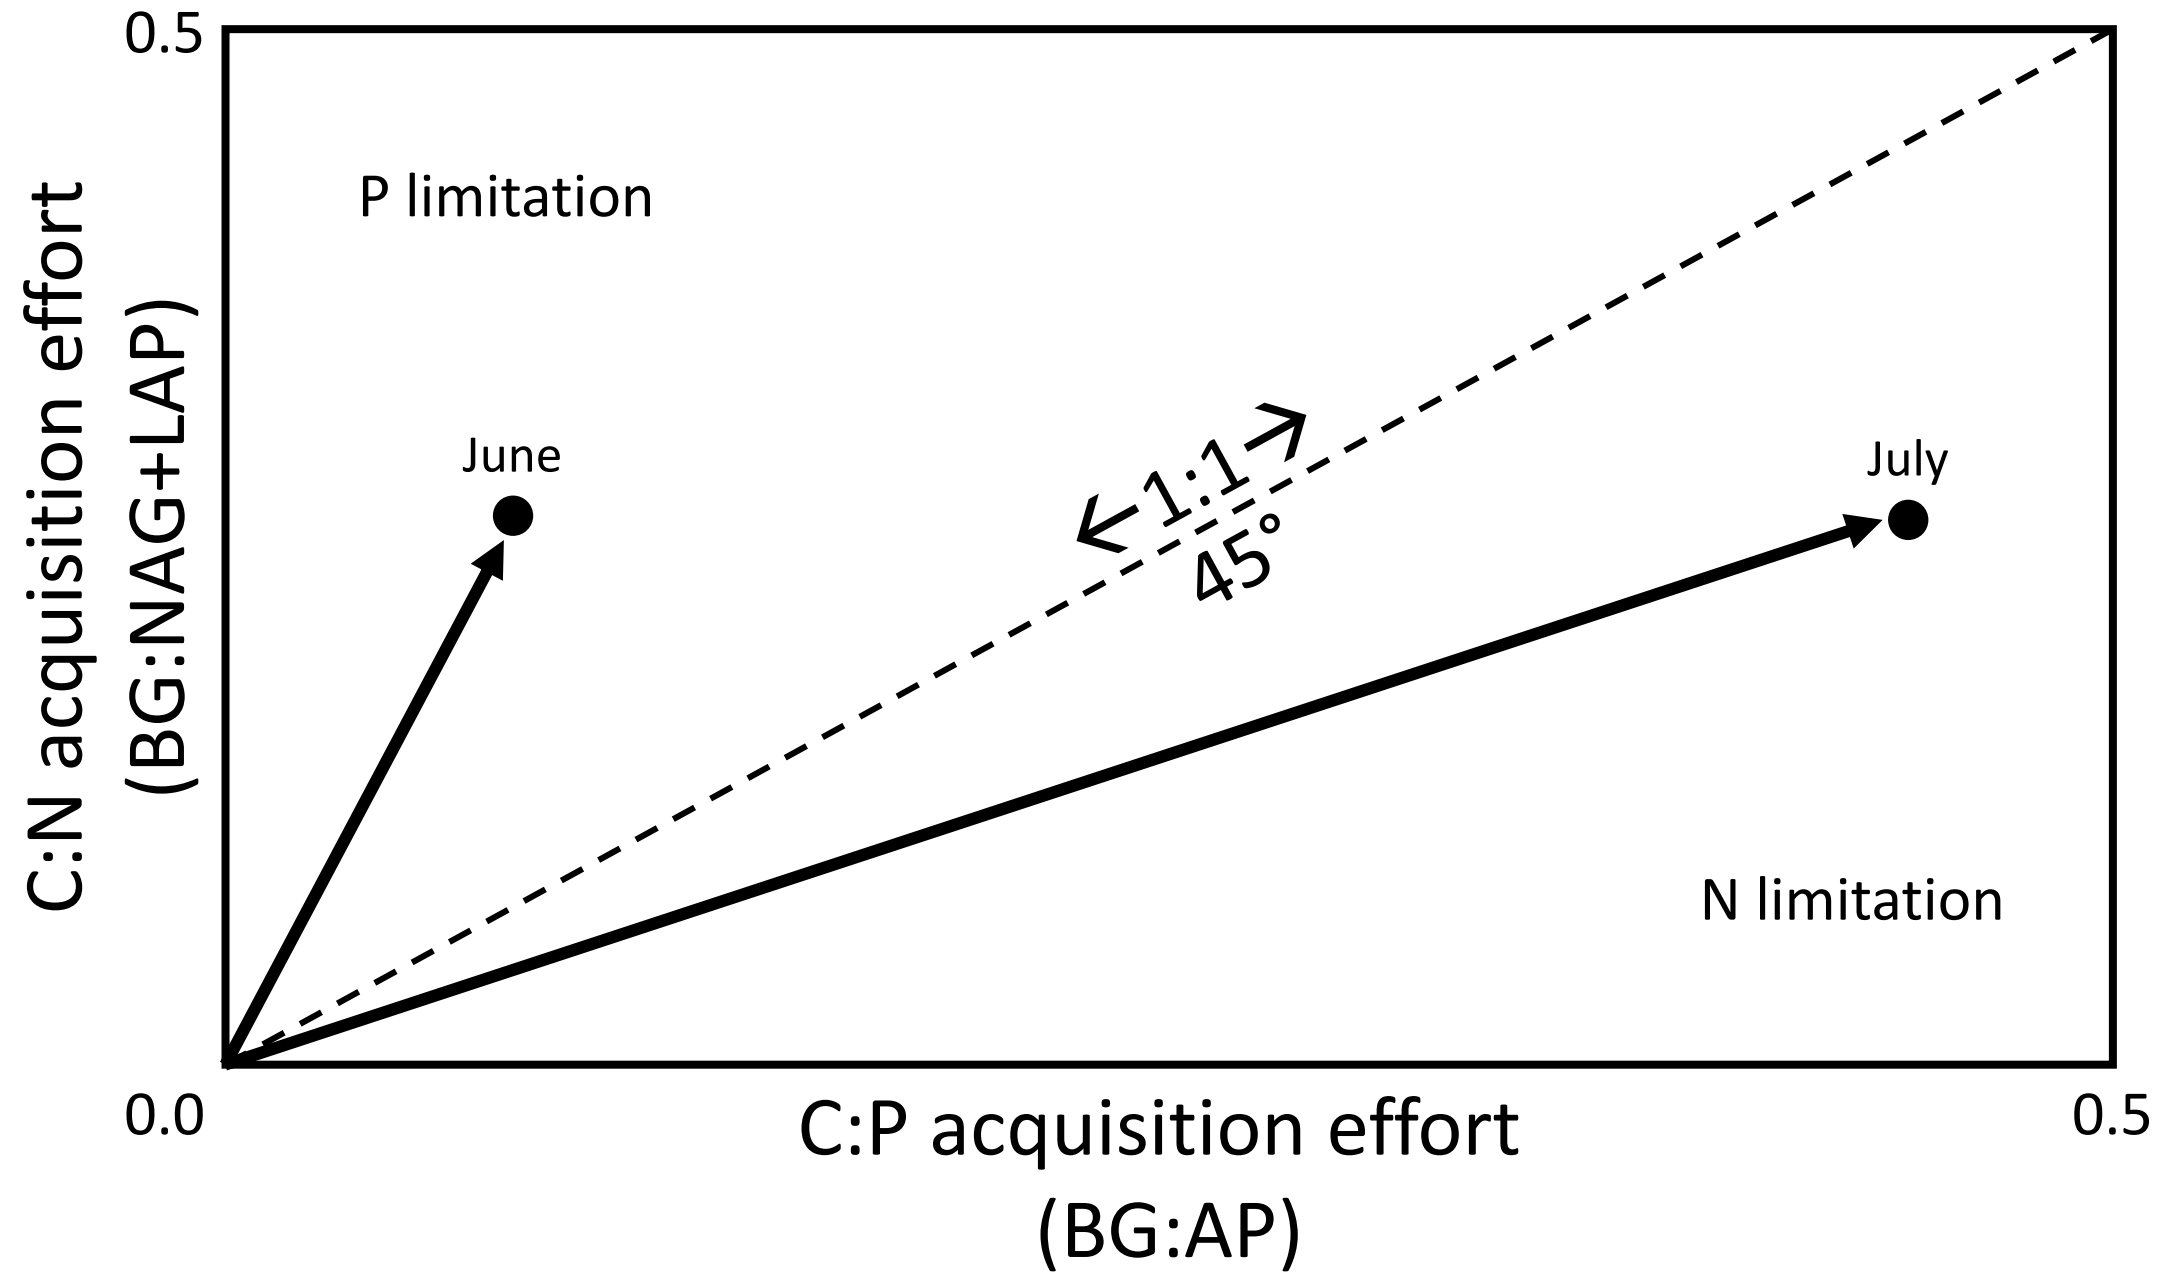 0.5
P limitation
C:N acquisition effort
(BG:NAG+LAP)
June
1:1
45°
July
N limitation
0.0
0.5
C:P acquisition effort
(BG:AP)